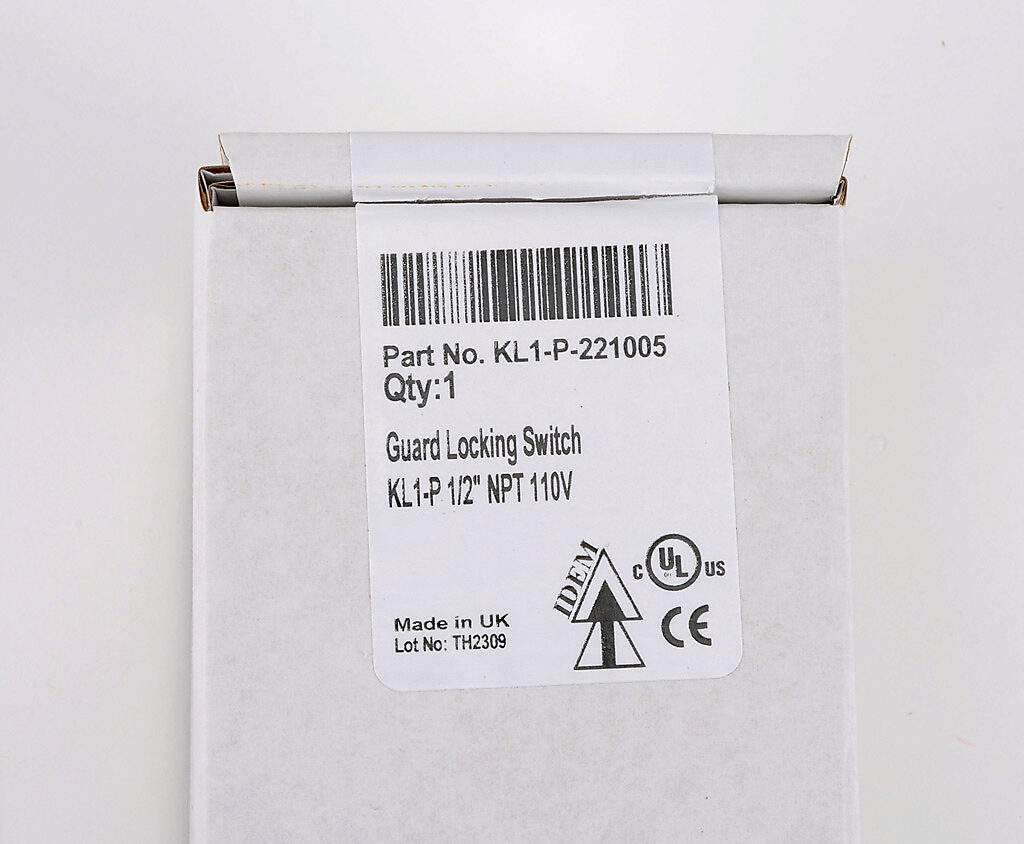 Part No. KL1-P-221005
Qty:1
Guard Locking Switch
KL1-P 1/2" NPT 110V
IDEM
C UL US
CE
Made in UK
Lot No: TH2309